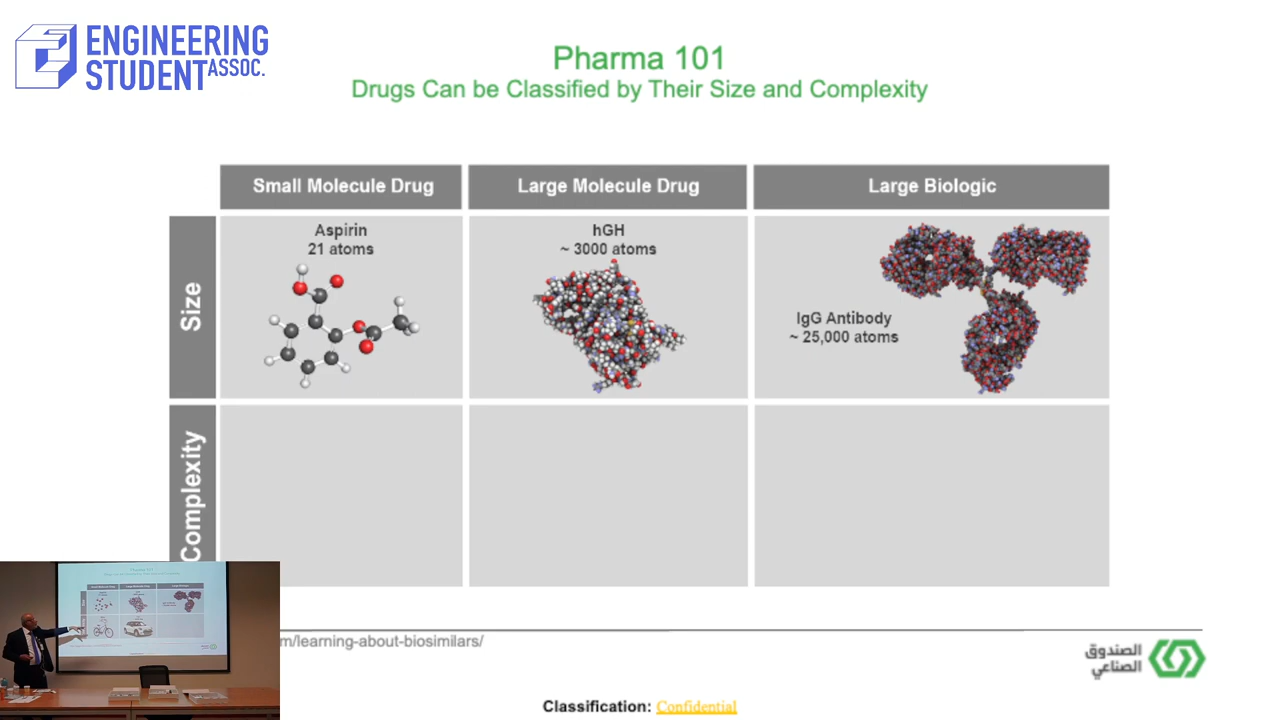 ENGINEERING
STUDENT ASSOC.
Pharma 101
Drugs Can be Classified by Their Size and Complexity
Small Molecule Drug
Large Molecule Drug
Large Biologic
Size
Aspirin
21 atoms
hGH
~ 3000 atoms
IgG Antibody
~ 25,000 atoms
Complexity
m/learning-about-biosimilars/
الصندوق
الصناعي
Classification: Confidential
Pharma 101